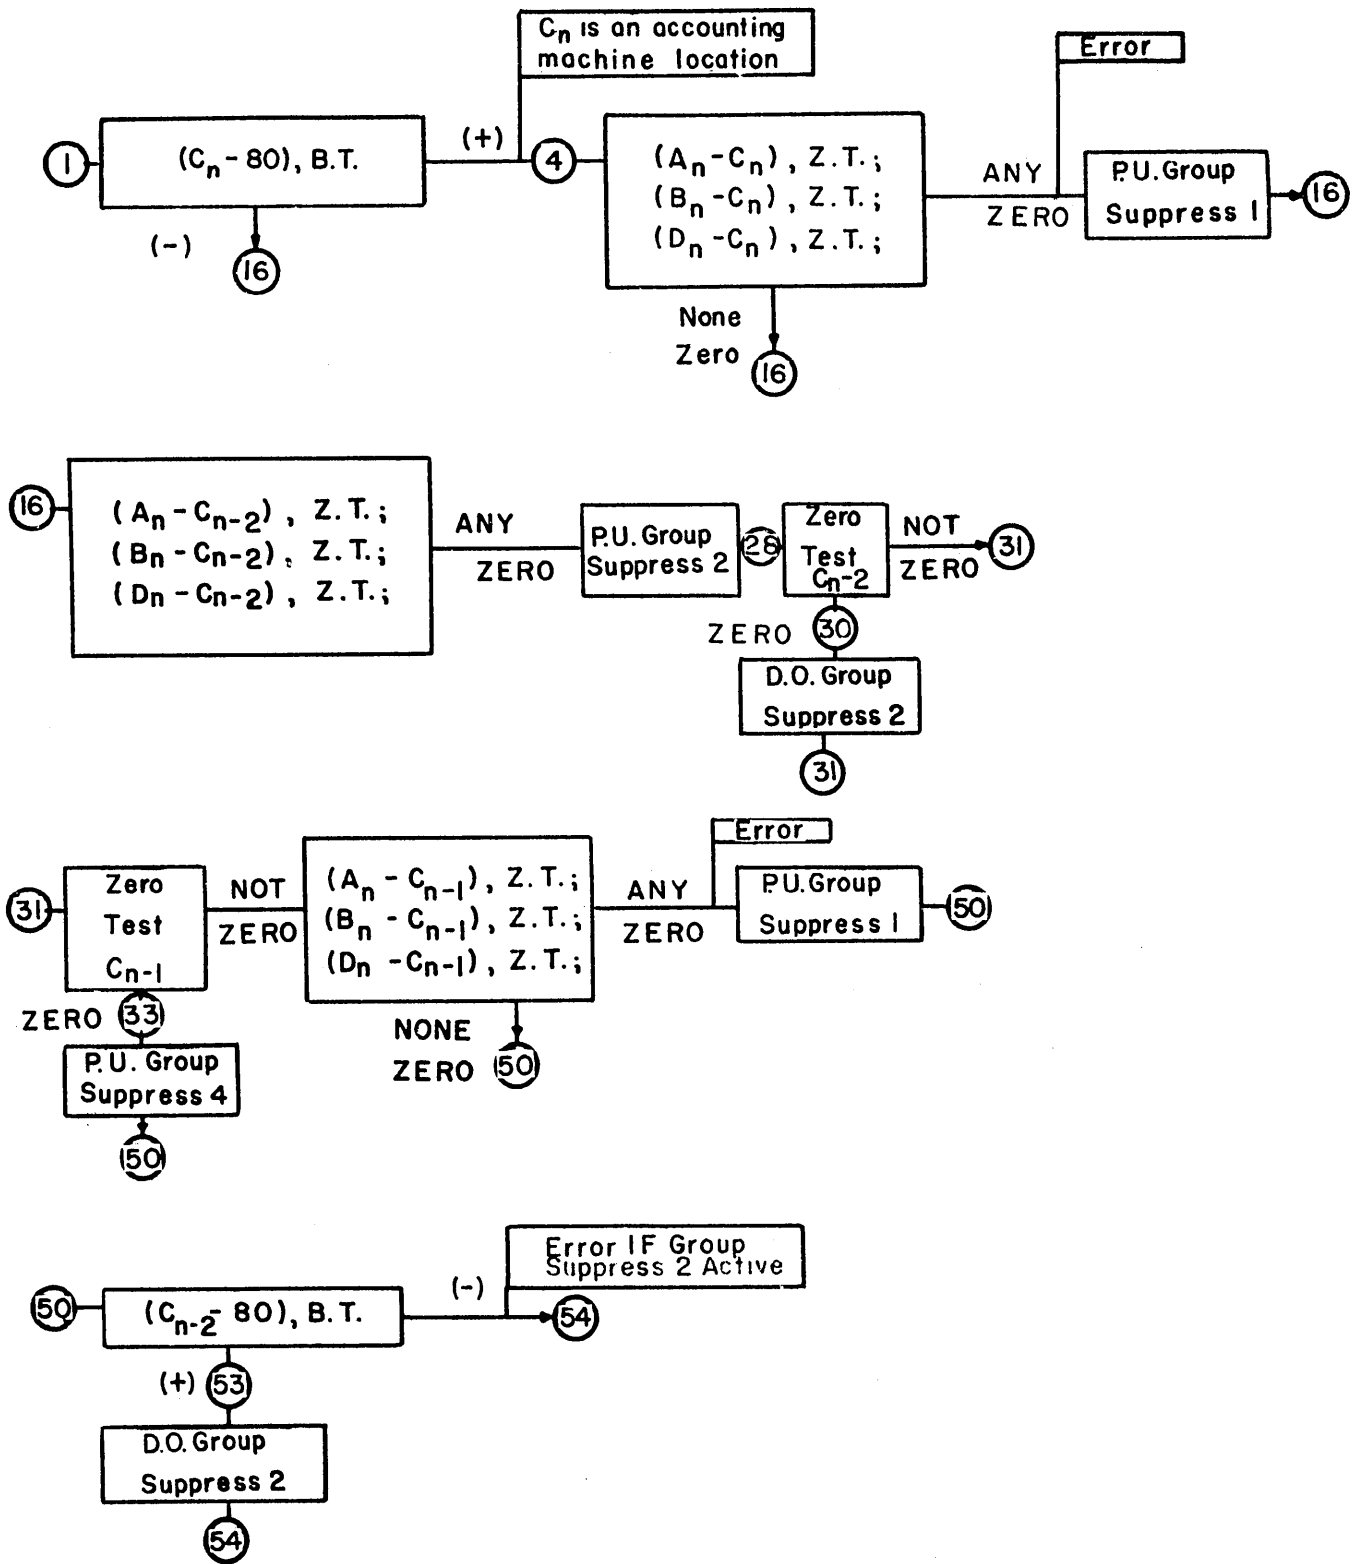 Cn is an accounting
machine location
Error
1
(Cn - 80), B.T.
(+)
4
(An - Cn), Z.T.;
(Bn - Cn), Z.T.;
(Dn - Cn), Z.T.;
ANY
ZERO
P.U. Group
Suppress 1
16
(-)
16
None
Zero
16
16
(An - Cn-2), Z.T.;
(Bn - Cn-2), Z.T.;
(Dn - Cn-2), Z.T.;
ANY
ZERO
P.U. Group
Suppress 2
28
Zero
Test
Cn-2
NOT
ZERO
31
ZERO
30
D.O. Group
Suppress 2
31
31
Zero
Test
Cn-1
NOT
ZERO
(An - Cn-1), Z.T.;
(Bn - Cn-1), Z.T.;
(Dn - Cn-1), Z.T.;
ANY
ZERO
Error
P.U. Group
Suppress 1
50
ZERO
33
P.U. Group
Suppress 4
50
NONE
ZERO
50
50
(Cn-2 - 80), B.T.
(-)
Error IF Group
Suppress 2 Active
54
(+)
53
D.O. Group
Suppress 2
54